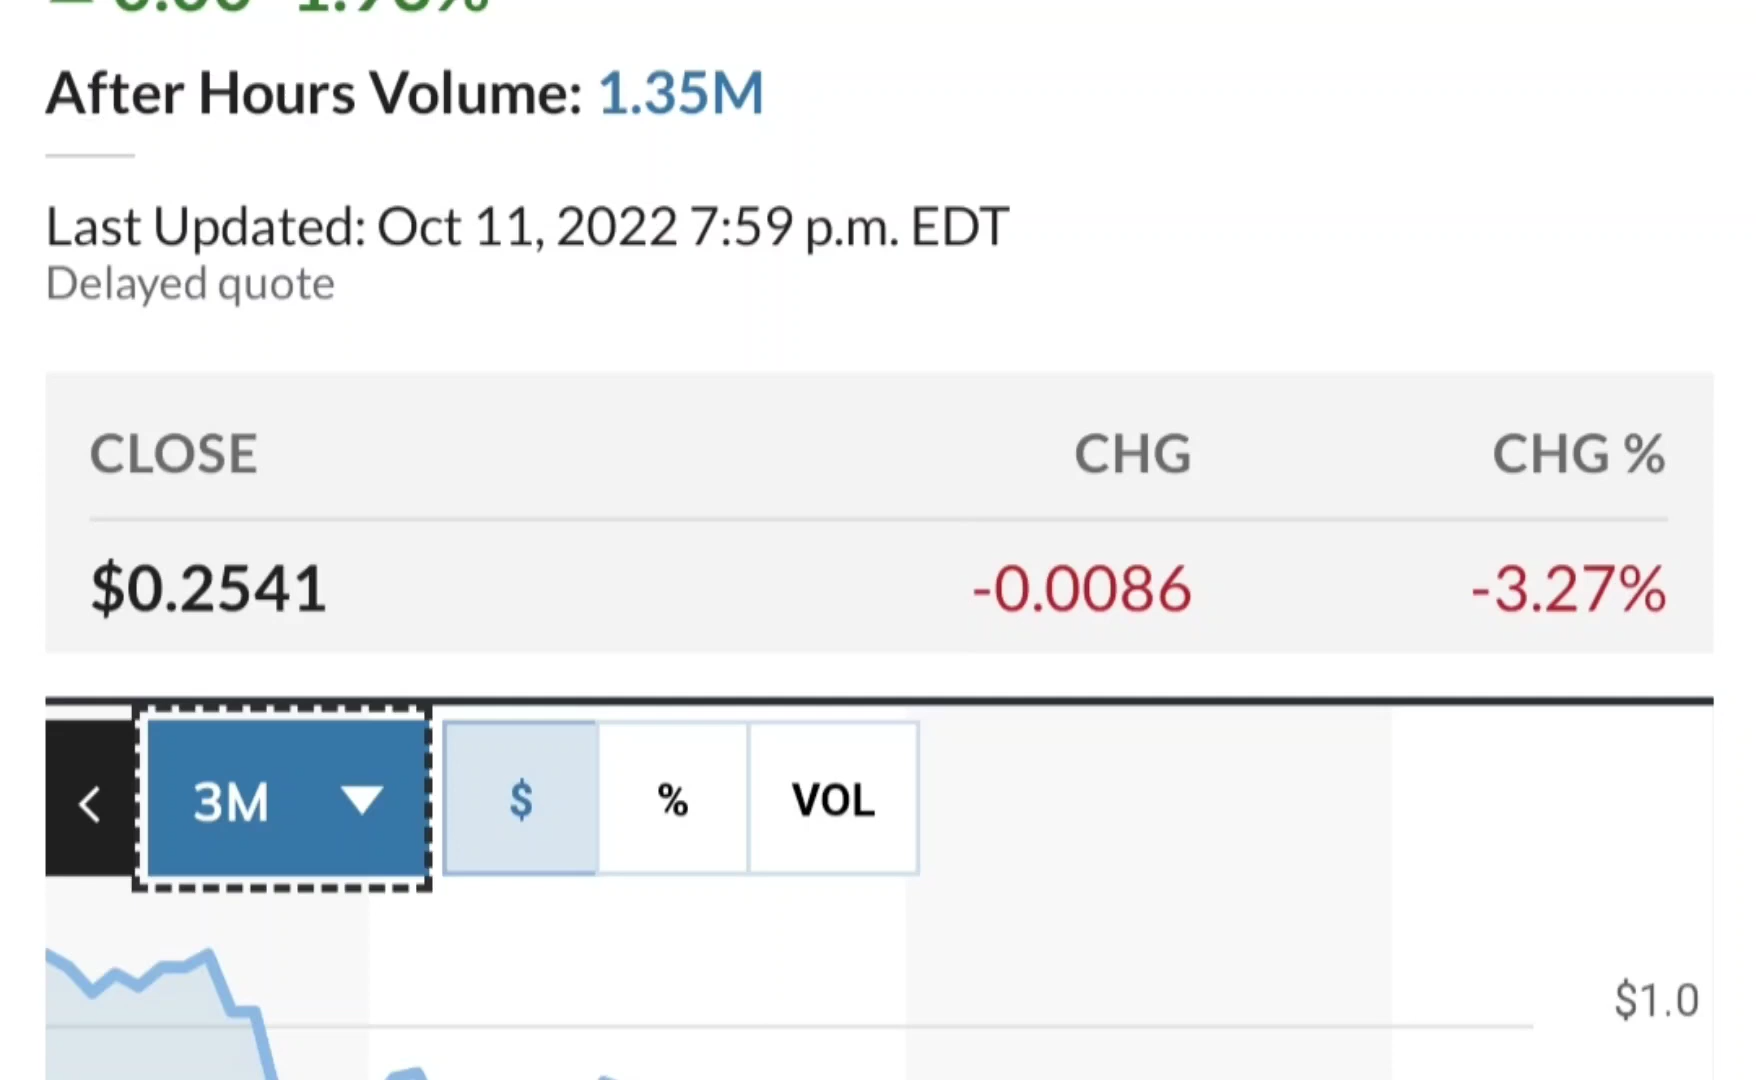 After Hours Volume: 1.35M
Last Updated: Oct 11, 2022 7:59 p.m. EDT
Delayed quote
CLOSE CHG CHG %
$0.2541 -0.0086 -3.27%
< 3M ▼ $ % VOL
$1.0